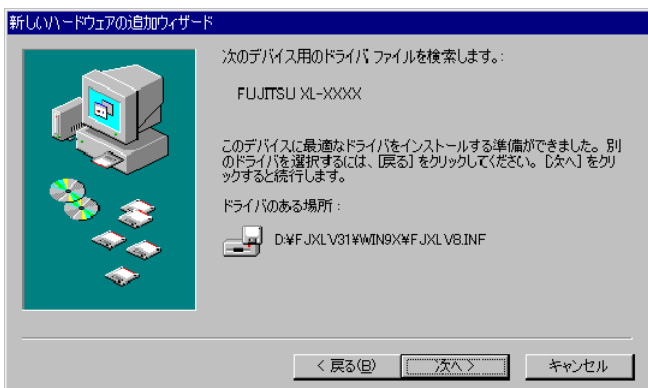 新しいハードウェアの追加ウィザード
次のデバイス用のドライバ ファイルを検索します。:
FUJITSU XL-XXXX
このデバイスに最適なドライバをインストールする準備ができました。別
のドライバを選択するには、[戻る] をクリックしてください。[次へ] をクリ
ックすると続行します。
ドライバのある場所 :
D:¥FJXLV31¥WIN9X¥FJXLV8.INF
< 戻る(B)
次へ >
キャンセル